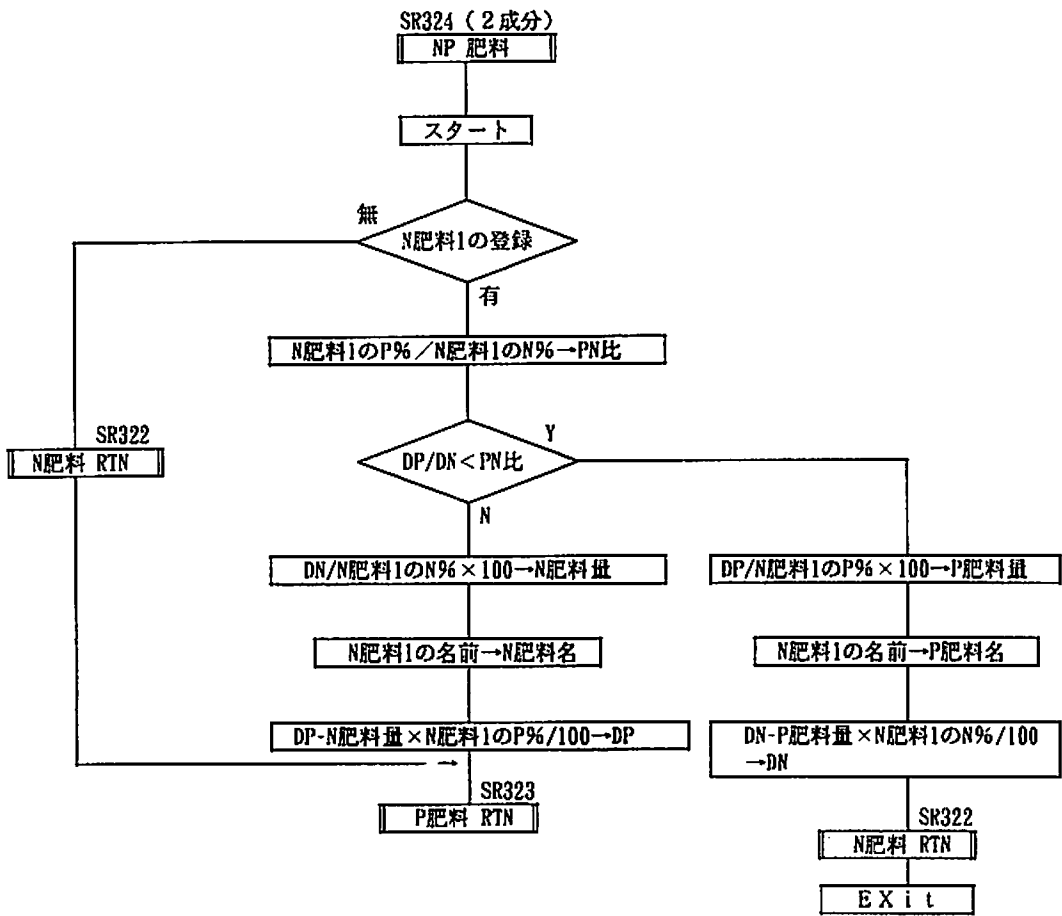 SR324（2成分）
NP 肥料
スタート
無
N肥料1の登録
有
N肥料1のP%／N肥料1のN%→PN比
SR322
N肥料 RTN
Y
DP/DN＜PN比
N
DN/N肥料1のN%×100→N肥料量
DP/N肥料1のP%×100→P肥料量
N肥料1の名前→N肥料名
N肥料1の名前→P肥料名
DP-N肥料量×N肥料1のP%/100→DP
DN-P肥料量×N肥料1のN%/100
→DN
SR323
P肥料 RTN
SR322
N肥料 RTN
EXit